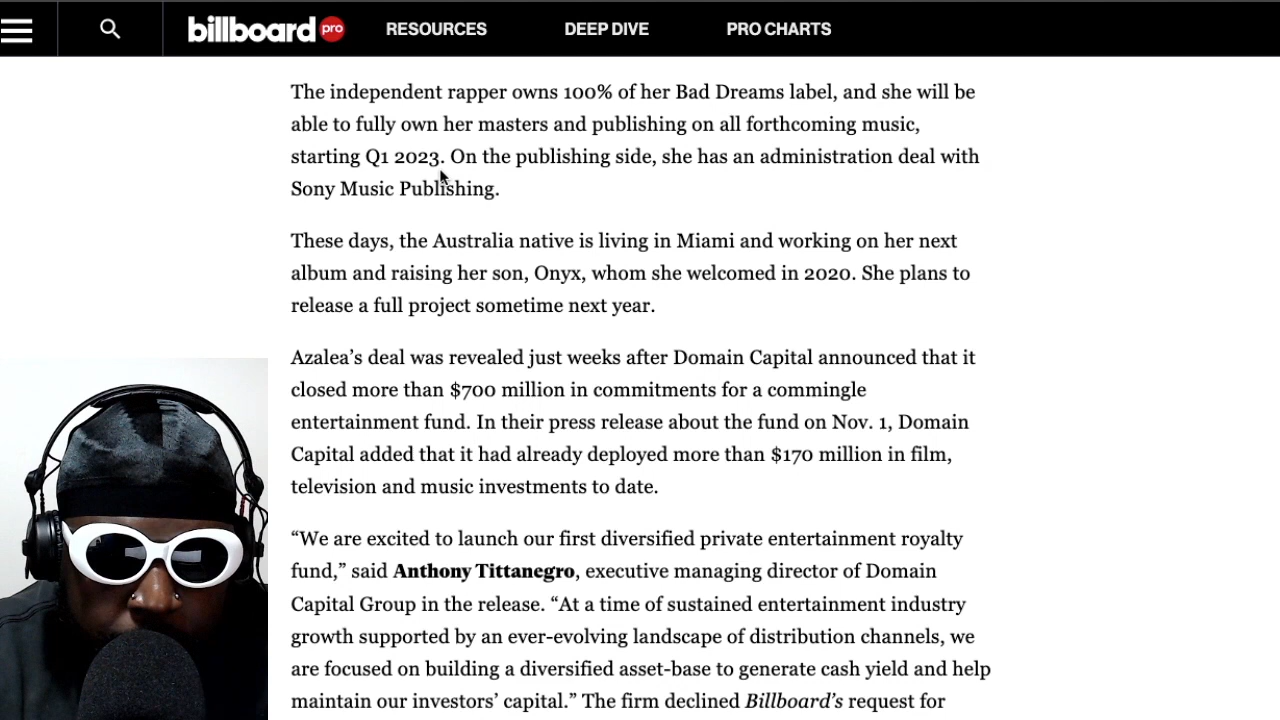 billboard pro RESOURCES DEEP DIVE PRO CHARTS
The independent rapper owns 100% of her Bad Dreams label, and she will be
able to fully own her masters and publishing on all forthcoming music,
starting Q1 2023. On the publishing side, she has an administration deal with
Sony Music Publishing.
These days, the Australia native is living in Miami and working on her next
album and raising her son, Onyx, whom she welcomed in 2020. She plans to
release a full project sometime next year.
Azalea’s deal was revealed just weeks after Domain Capital announced that it
closed more than $700 million in commitments for a commingle
entertainment fund. In their press release about the fund on Nov. 1, Domain
Capital added that it had already deployed more than $170 million in film,
television and music investments to date.
“We are excited to launch our first diversified private entertainment royalty
fund,” said Anthony Tittanegro, executive managing director of Domain
Capital Group in the release. “At a time of sustained entertainment industry
growth supported by an ever-evolving landscape of distribution channels, we
are focused on building a diversified asset-base to generate cash yield and help
maintain our investors’ capital.” The firm declined Billboard’s request for